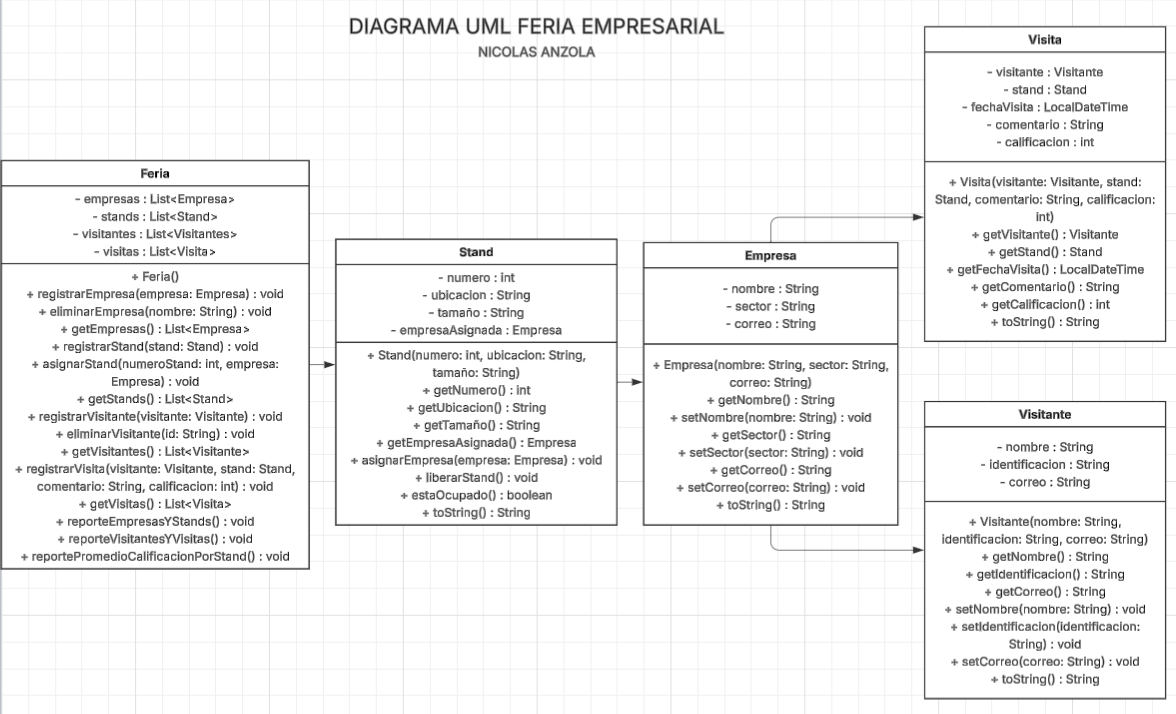 DIAGRAMA UML FERIA EMPRESARIAL
NICOLAS ANZOLA
Feria
- empresas : List<Empresa>
- stands : List<Stand>
- visitantes : List<Visitantes>
- visitas : List<Visita>
+ Feria()
+ registrarEmpresa(empresa: Empresa) : void
+ eliminarEmpresa(nombre: String) : void
+ getEmpresas() : List<Empresa>
+ registrarStand(stand: Stand) : void
+ asignarStand(numeroStand: int, empresa:
Empresa) : void
+ getStands() : List<Stand>
+ registrarVisitante(visitante: Visitante) : void
+ eliminarVisitante(id: String) : void
+ getVisitantes() : List<Visitante>
+ registrarVisita(visitante: Visitante, stand: Stand,
comentario: String, calificacion: int) : void
+ getVisitas() : List<Visita>
+ reporteEmpresasYStands() : void
+ reporteVisitantesYVisitas() : void
+ reportePromedioCalificacionPorStand() : void
Stand
- numero : int
- ubicacion : String
- tamaño : String
- empresaAsignada : Empresa
+ Stand(numero: int, ubicacion: String,
tamaño: String)
+ getNumero() : int
+ getUbicacion() : String
+ getTamaño() : String
+ getEmpresaAsignada() : Empresa
+ asignarEmpresa(empresa: Empresa) : void
+ liberarStand() : void
+ estaOcupado() : boolean
+ toString() : String
Empresa
- nombre : String
- sector : String
- correo : String
+ Empresa(nombre: String, sector: String,
correo: String)
+ getNombre() : String
+ setNombre(nombre: String) : void
+ getSector() : String
+ setSector(sector: String) : void
+ getCorreo() : String
+ setCorreo(correo: String) : void
+ toString() : String
Visita
- visitante : Visitante
- stand : Stand
- fechaVisita : LocalDateTime
- comentario : String
- calificacion : int
+ Visita(visitante: Visitante, stand:
Stand, comentario: String, calificacion:
int)
+ getVisitante() : Visitante
+ getStand() : Stand
+ getFechaVisita() : LocalDateTime
+ getComentario() : String
+ getCalificacion() : int
+ toString() : String
Visitante
- nombre : String
- identificacion : String
- correo : String
+ Visitante(nombre: String,
identificacion: String, correo: String)
+ getNombre() : String
+ getIdentificacion() : String
+ getCorreo() : String
+ setNombre(nombre: String) : void
+ setIdentificacion(identificacion:
String) : void
+ setCorreo(correo: String) : void
+ toString() : String